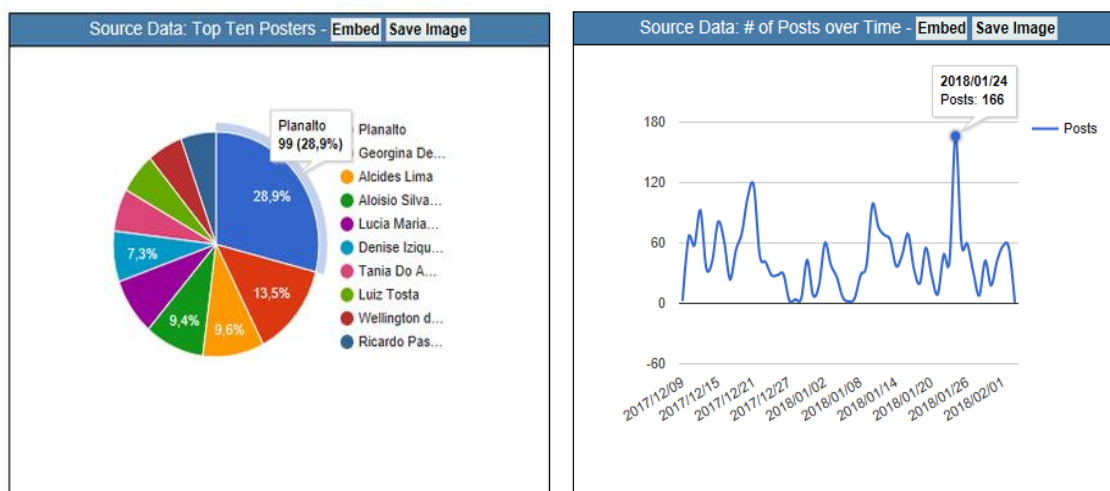 Source Data: Top Ten Posters - Embed Save Image
Planalto
99 (28,9%)
28,9%
13,5%
9,6%
9,4%
7,3%
Planalto
Georgina De...
Alcides Lima
Aloisio Silva...
Lucia Maria...
Denise Iziqu...
Tania Do A...
Luiz Tosta
Wellington d...
Ricardo Pas...
Source Data: # of Posts over Time - Embed Save Image
2018/01/24
Posts: 166
Posts
180
120
60
0
-60
2017/12/09
2017/12/15
2017/12/21
2017/12/27
2018/01/02
2018/01/08
2018/01/14
2018/01/20
2018/01/26
2018/02/01